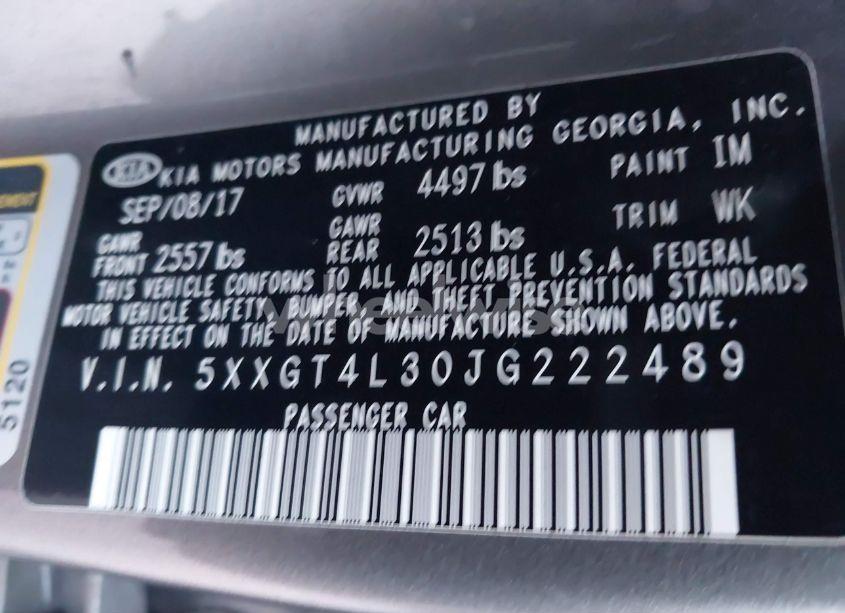 MANUFACTURED BY
KIA KIA MOTORS MANUFACTURING GEORGIA, INC.
SEP/08/17 GVWR 4497 lbs PAINT IM
GAWR FRONT 2557 lbs GAWR REAR 2513 lbs TRIM WK
THIS VEHICLE CONFORMS TO ALL APPLICABLE U.S.A. FEDERAL
MOTOR VEHICLE SAFETY, BUMPER, AND THEFT PREVENTION STANDARDS
IN EFFECT ON THE DATE OF MANUFACTURE SHOWN ABOVE.
V.I.N. 5XXGT4L30JG222489
PASSENGER CAR
5120